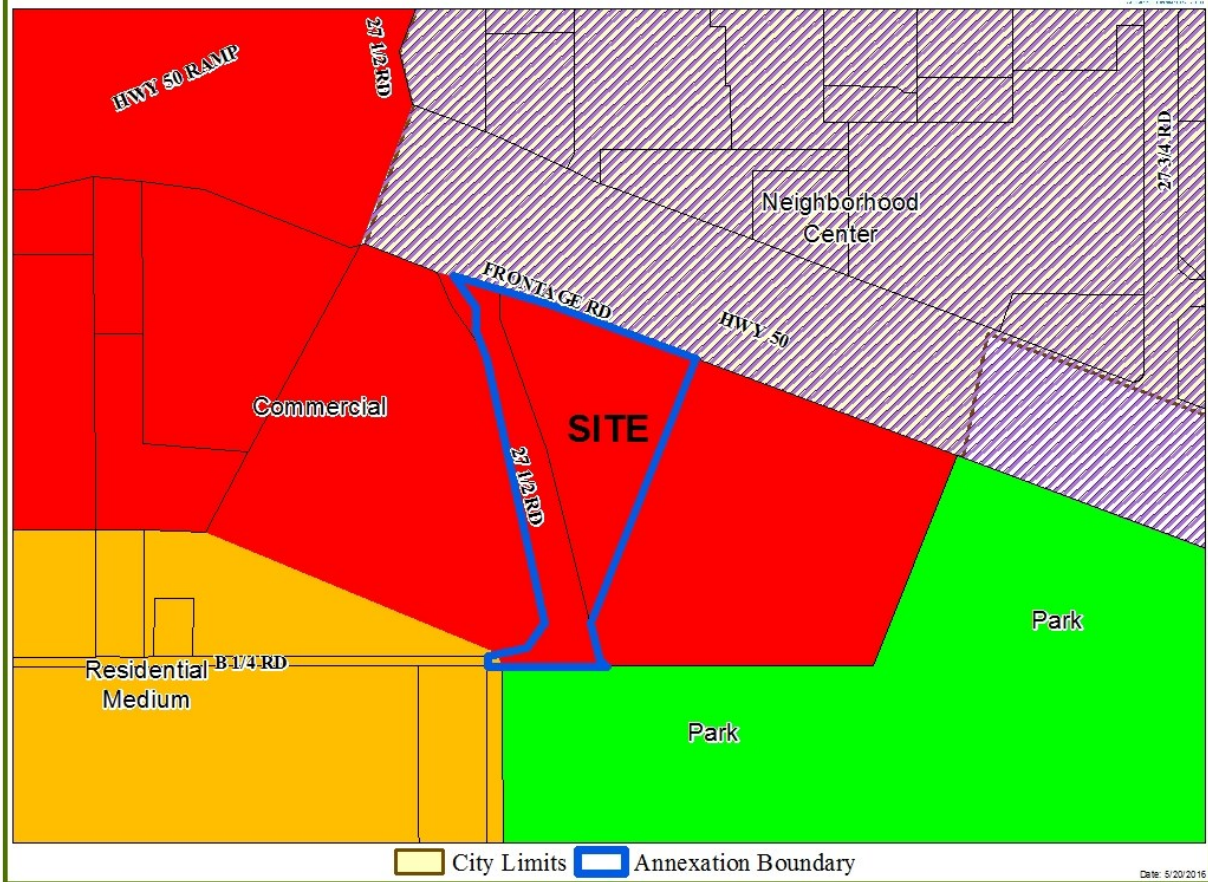 HWY 50 RAMP
27 1/2 RD
27 3/4 RD
Neighborhood
Center
FRONTAGE RD
HWY 50
Commercial
SITE
27 1/2 RD
Park
Residential
Medium
B 1/4 RD
Park
City Limits
Annexation Boundary
Date: 5/20/2016